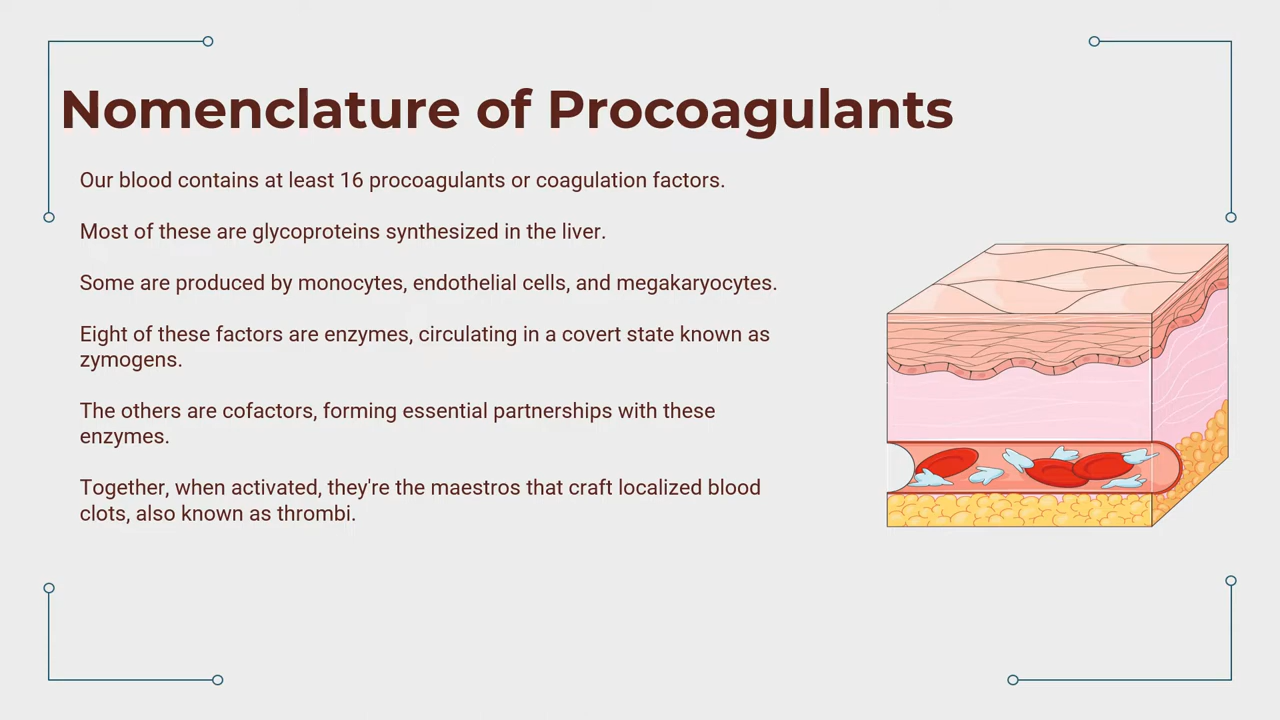 Nomenclature of Procoagulants
Our blood contains at least 16 procoagulants or coagulation factors.
Most of these are glycoproteins synthesized in the liver.
Some are produced by monocytes, endothelial cells, and megakaryocytes.
Eight of these factors are enzymes, circulating in a covert state known as
zymogens.
The others are cofactors, forming essential partnerships with these
enzymes.
Together, when activated, they're the maestros that craft localized blood
clots, also known as thrombi.